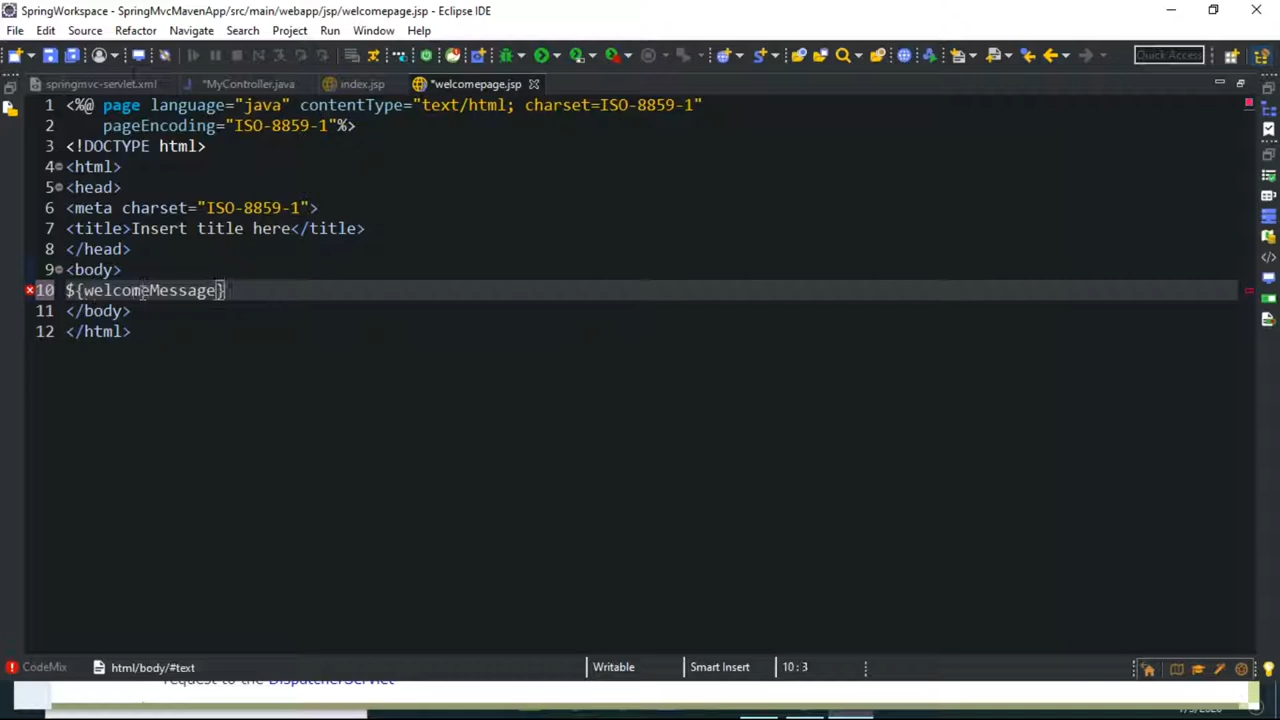 SpringWorkspace - SpringMvcMavenApp/src/main/webapp/jsp/welcomepage.jsp - Eclipse IDE
File Edit Source Refactor Navigate Search Project Run Window Help
Quick Access
springmvc-servlet.xml *MyController.java index.jsp *welcomepage.jsp
1 <%@ page language="java" contentType="text/html; charset=ISO-8859-1"
2     pageEncoding="ISO-8859-1"%>
3 <!DOCTYPE html>
4 <html>
5 <head>
6 <meta charset="ISO-8859-1">
7 <title>Insert title here</title>
8 </head>
9 <body>
10 ${welcomeMessage}
11 </body>
12 </html>
CodeMix html/body/#text Writable Smart Insert 10 : 3
request to the DispatcherServlet